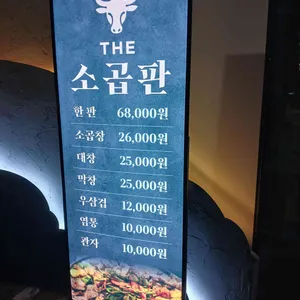 THE
소곱판
한판 68,000원
소곱창 26,000원
대창 25,000원
막창 25,000원
우삼겹 12,000원
염통 10,000원
관자 10,000원